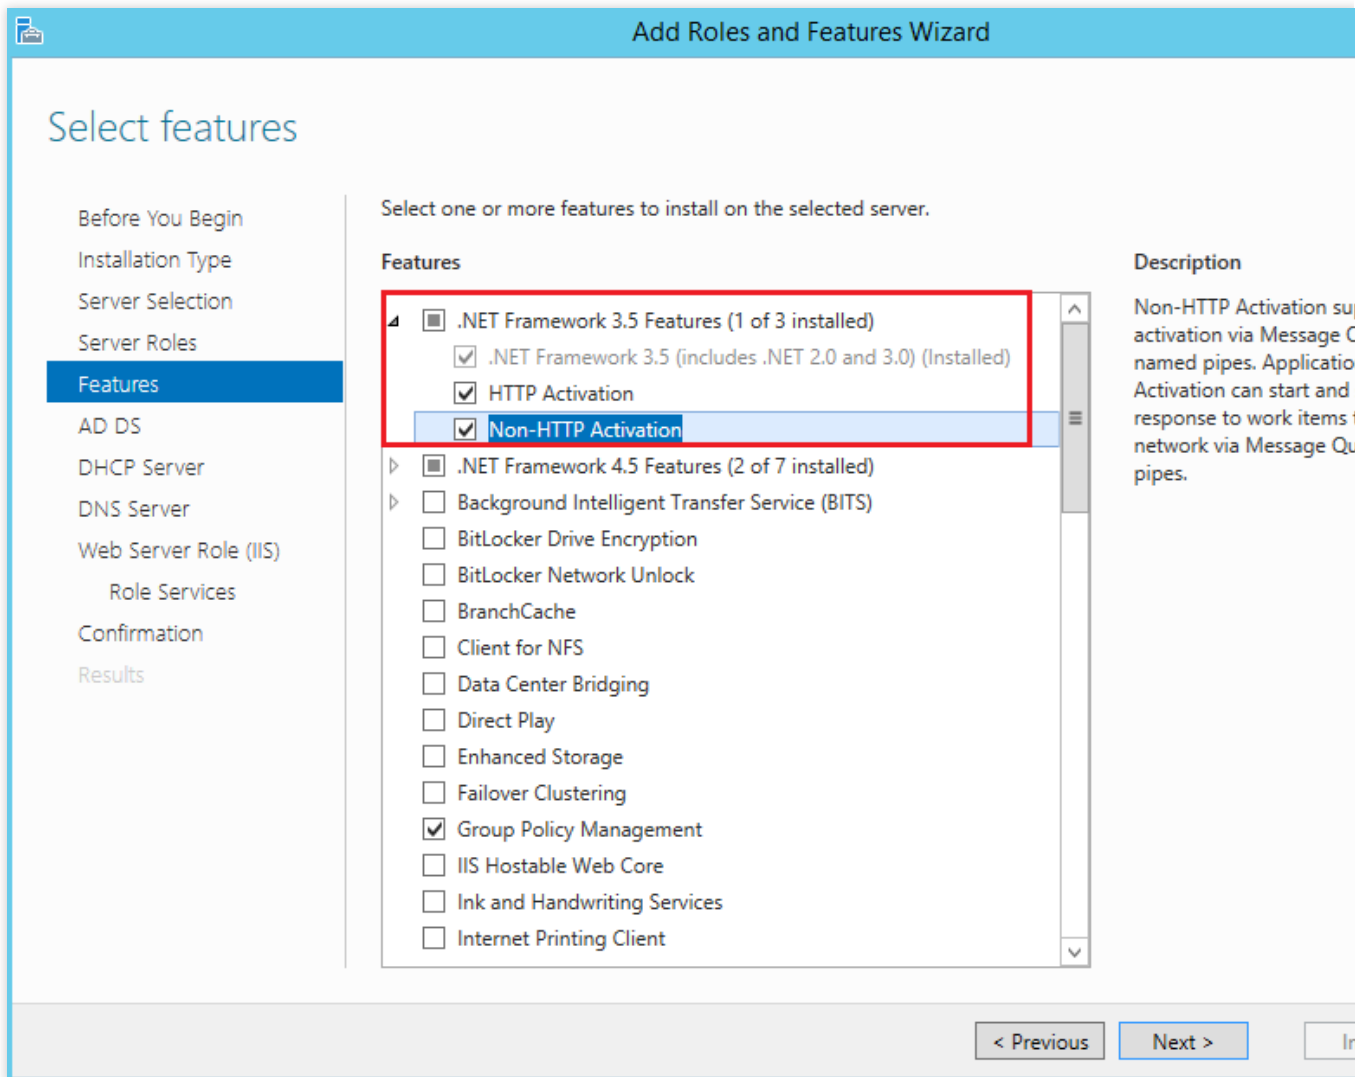 Add Roles and Features Wizard
Select features
Before You Begin
Installation Type
Server Selection
Server Roles
Features
AD DS
DHCP Server
DNS Server
Web Server Role (IIS)
Role Services
Confirmation
Results
Select one or more features to install on the selected server.
Features
.NET Framework 3.5 Features (1 of 3 installed)
.NET Framework 3.5 (includes .NET 2.0 and 3.0) (Installed)
HTTP Activation
Non-HTTP Activation
.NET Framework 4.5 Features (2 of 7 installed)
Background Intelligent Transfer Service (BITS)
BitLocker Drive Encryption
BitLocker Network Unlock
BranchCache
Client for NFS
Data Center Bridging
Direct Play
Enhanced Storage
Failover Clustering
Group Policy Management
IIS Hostable Web Core
Ink and Handwriting Services
Internet Printing Client
Description
Non-HTTP Activation
activation via Message
named pipes.
Activation can start and
response to work items
network via Message
pipes.
< Previous
Next >